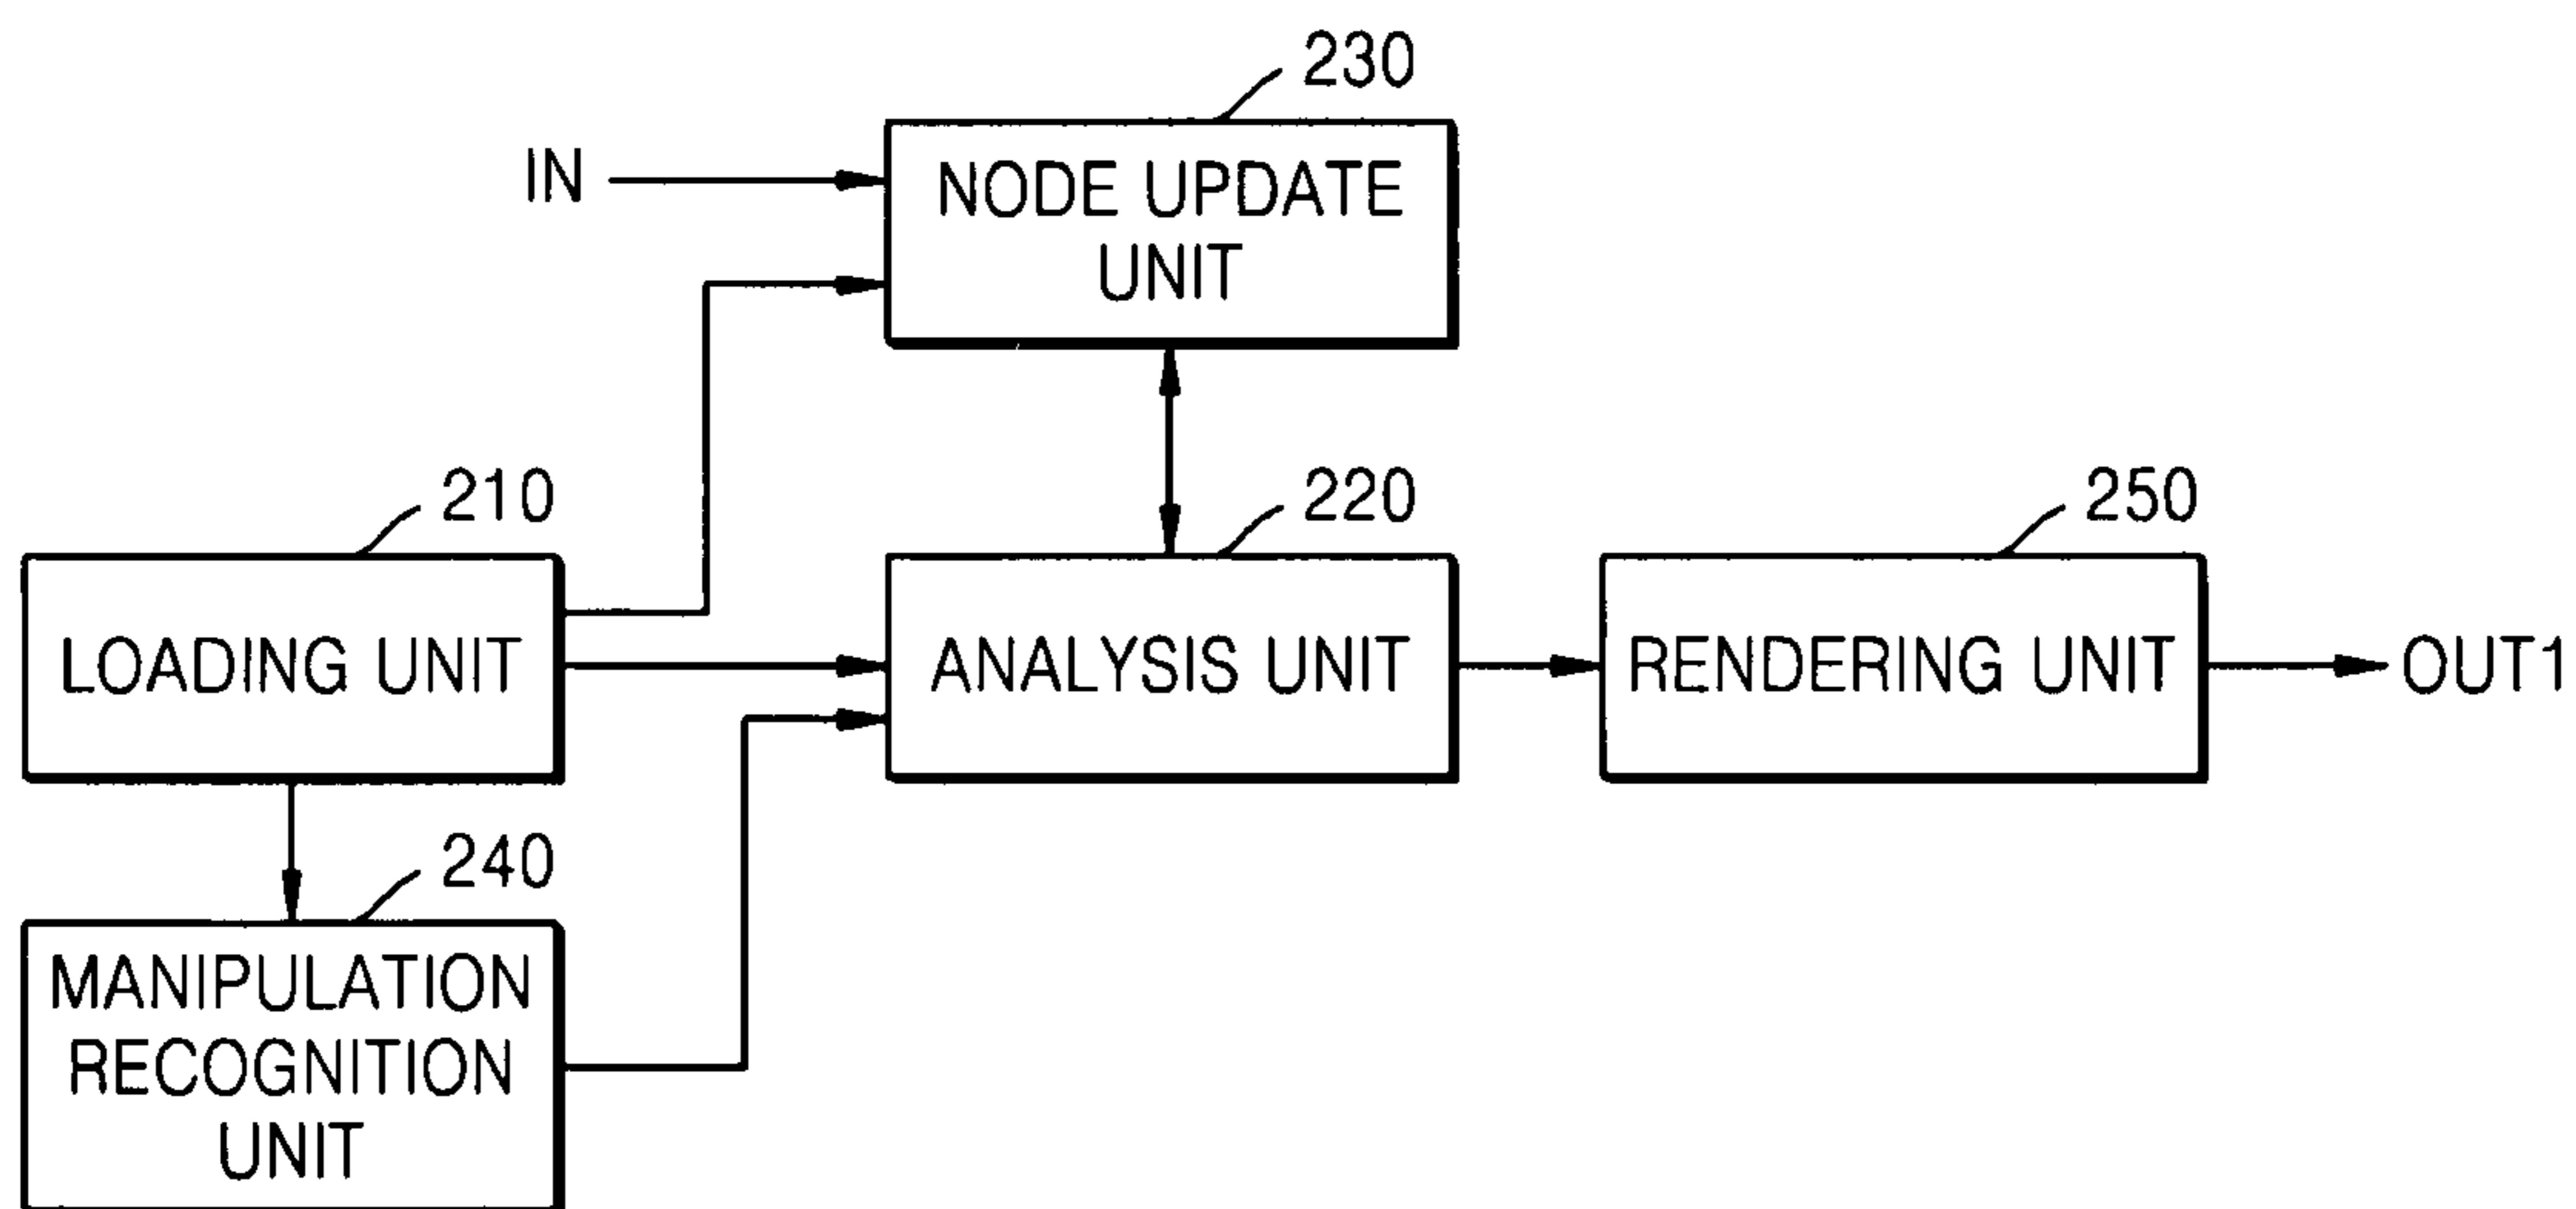 230
IN
NODE UPDATE
UNIT
210
220
250
LOADING UNIT
ANALYSIS UNIT
RENDERING UNIT
OUT1
240
MANIPULATION
RECOGNITION
UNIT